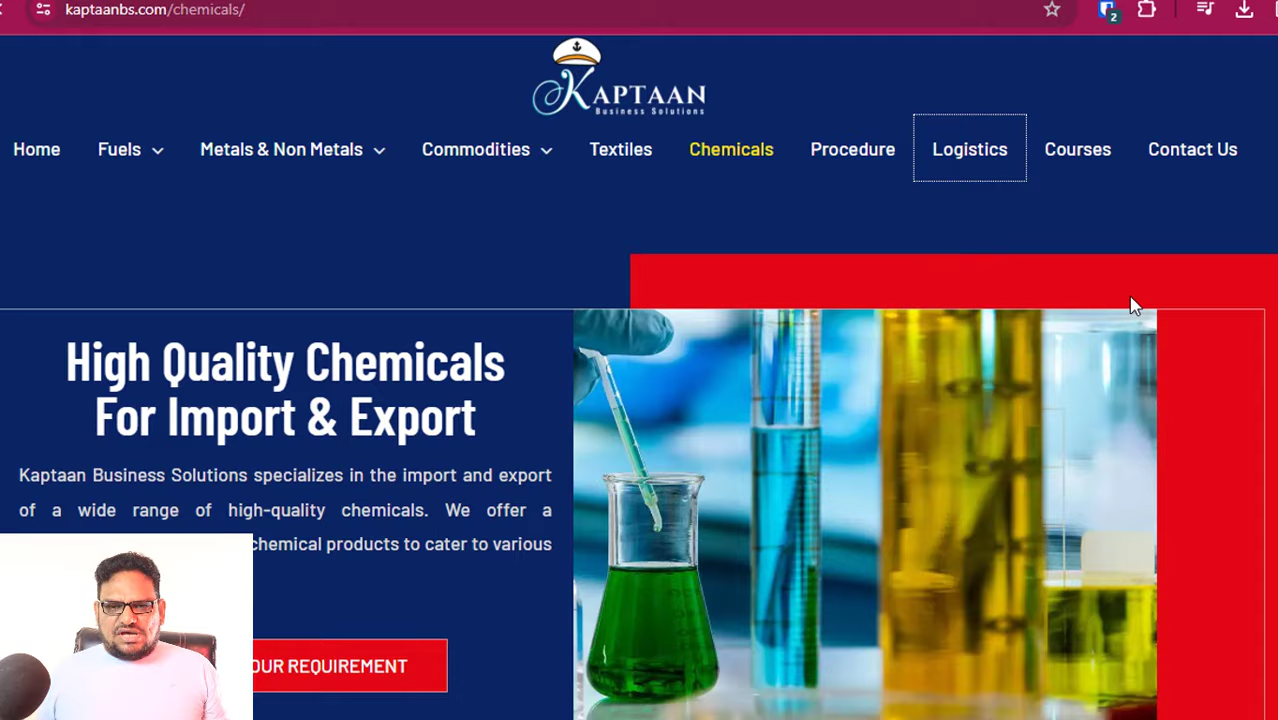 kaptaanbs.com/chemicals/
2
KAPTAAN
Business Solutions
Home Fuels Metals & Non Metals Commodities Textiles Chemicals Procedure Logistics Courses Contact Us
High Quality Chemicals
For Import & Export
Kaptaan Business Solutions specializes in the import and export
of a wide range of high-quality chemicals. We offer a
chemical products to cater to various
OUR REQUIREMENT